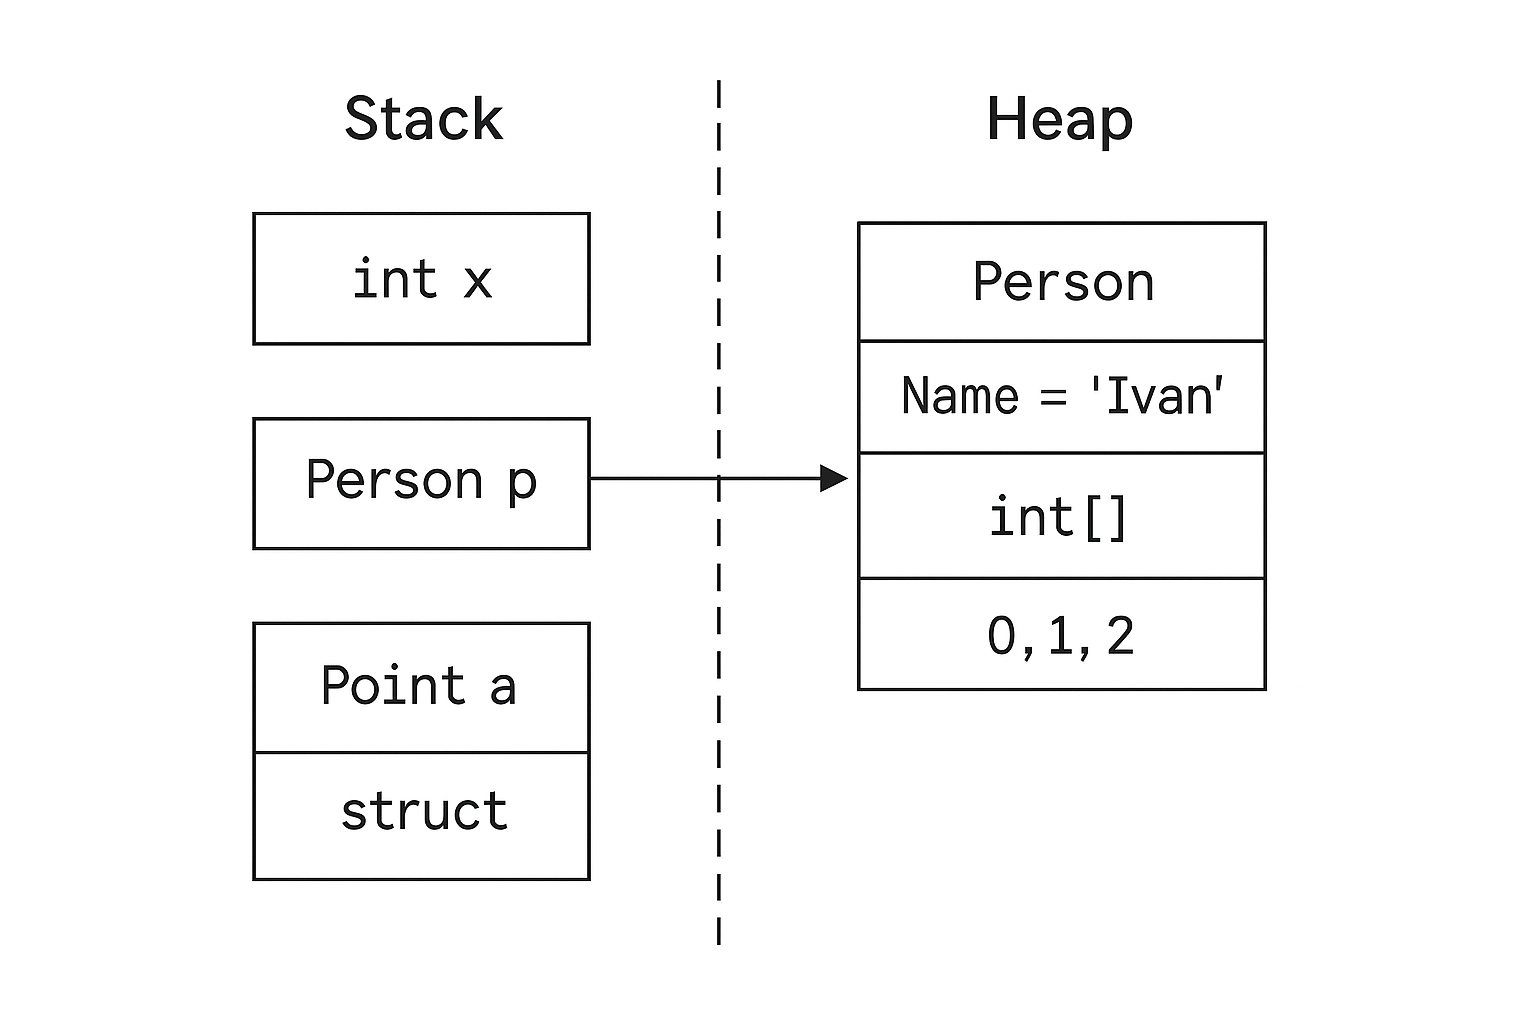 Stack
int x
Person p
Point a
struct
Heap
Person
Name = 'Ivan'
int[]
0, 1, 2